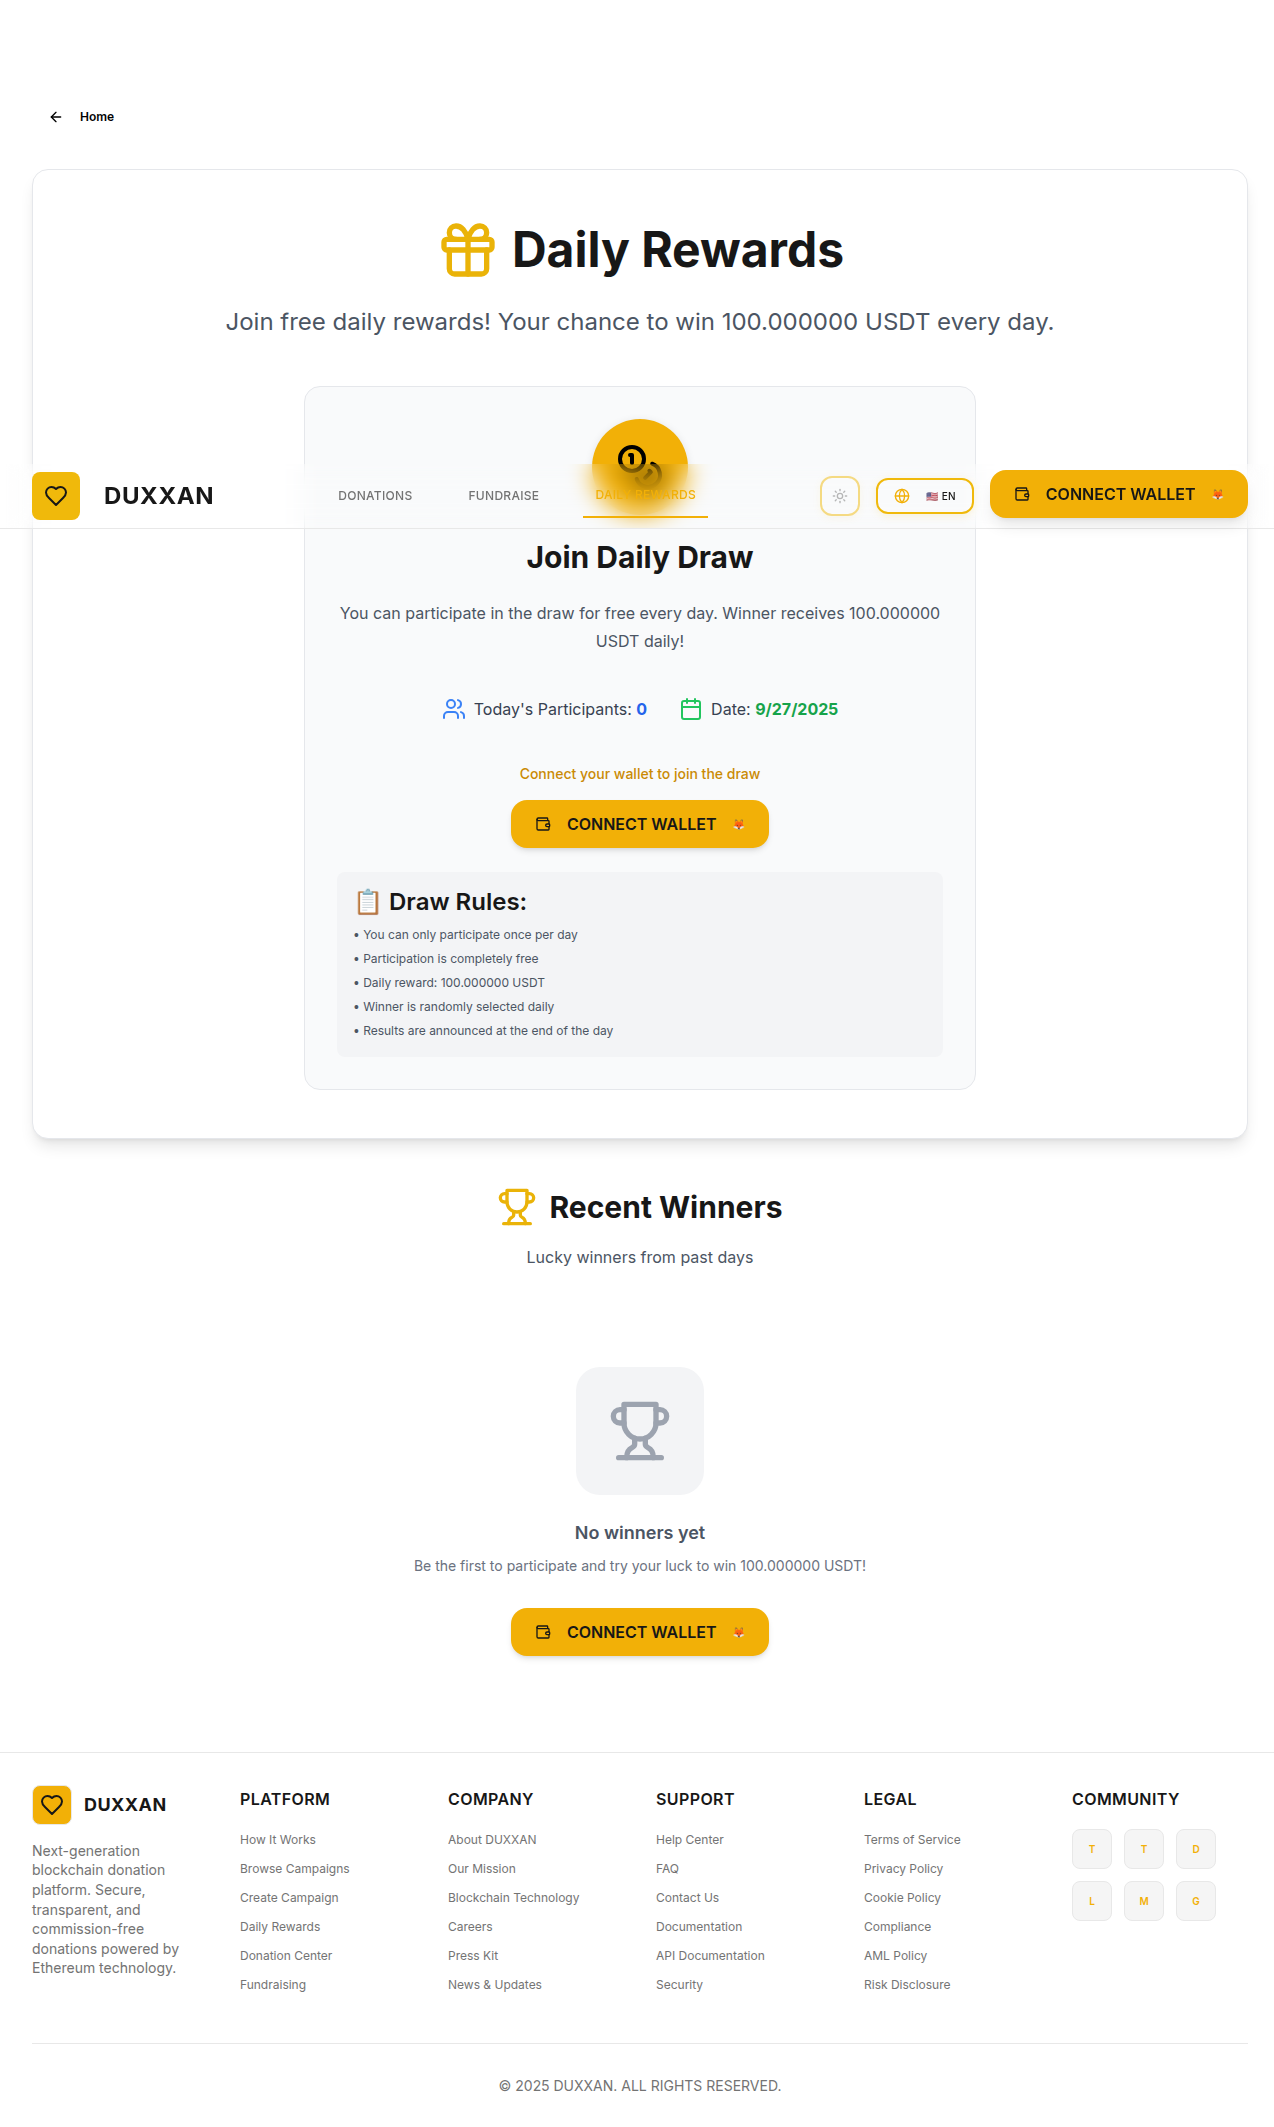 Home
Daily Rewards
Join free daily rewards! Your chance to win 100.000000 USDT every day.
DUXXAN
DONATIONS
FUNDRAISE
DAILY REWARDS
EN
CONNECT WALLET
Join Daily Draw
You can participate in the draw for free every day. Winner receives 100.000000
USDT daily!
Today's Participants: 0
Date: 9/27/2025
Connect your wallet to join the draw
CONNECT WALLET
📋 Draw Rules:
• You can only participate once per day
• Participation is completely free
• Daily reward: 100.000000 USDT
• Winner is randomly selected daily
• Results are announced at the end of the day
Recent Winners
Lucky winners from past days
No winners yet
Be the first to participate and try your luck to win 100.000000 USDT!
CONNECT WALLET
DUXXAN
Next-generation
blockchain donation
platform. Secure,
transparent, and
commission-free
donations powered by
Ethereum technology.
PLATFORM
How It Works
Browse Campaigns
Create Campaign
Daily Rewards
Donation Center
Fundraising
COMPANY
About DUXXAN
Our Mission
Blockchain Technology
Careers
Press Kit
News & Updates
SUPPORT
Help Center
FAQ
Contact Us
Documentation
API Documentation
Security
LEGAL
Terms of Service
Privacy Policy
Cookie Policy
Compliance
AML Policy
Risk Disclosure
COMMUNITY
T T D
L M G
© 2025 DUXXAN. ALL RIGHTS RESERVED.